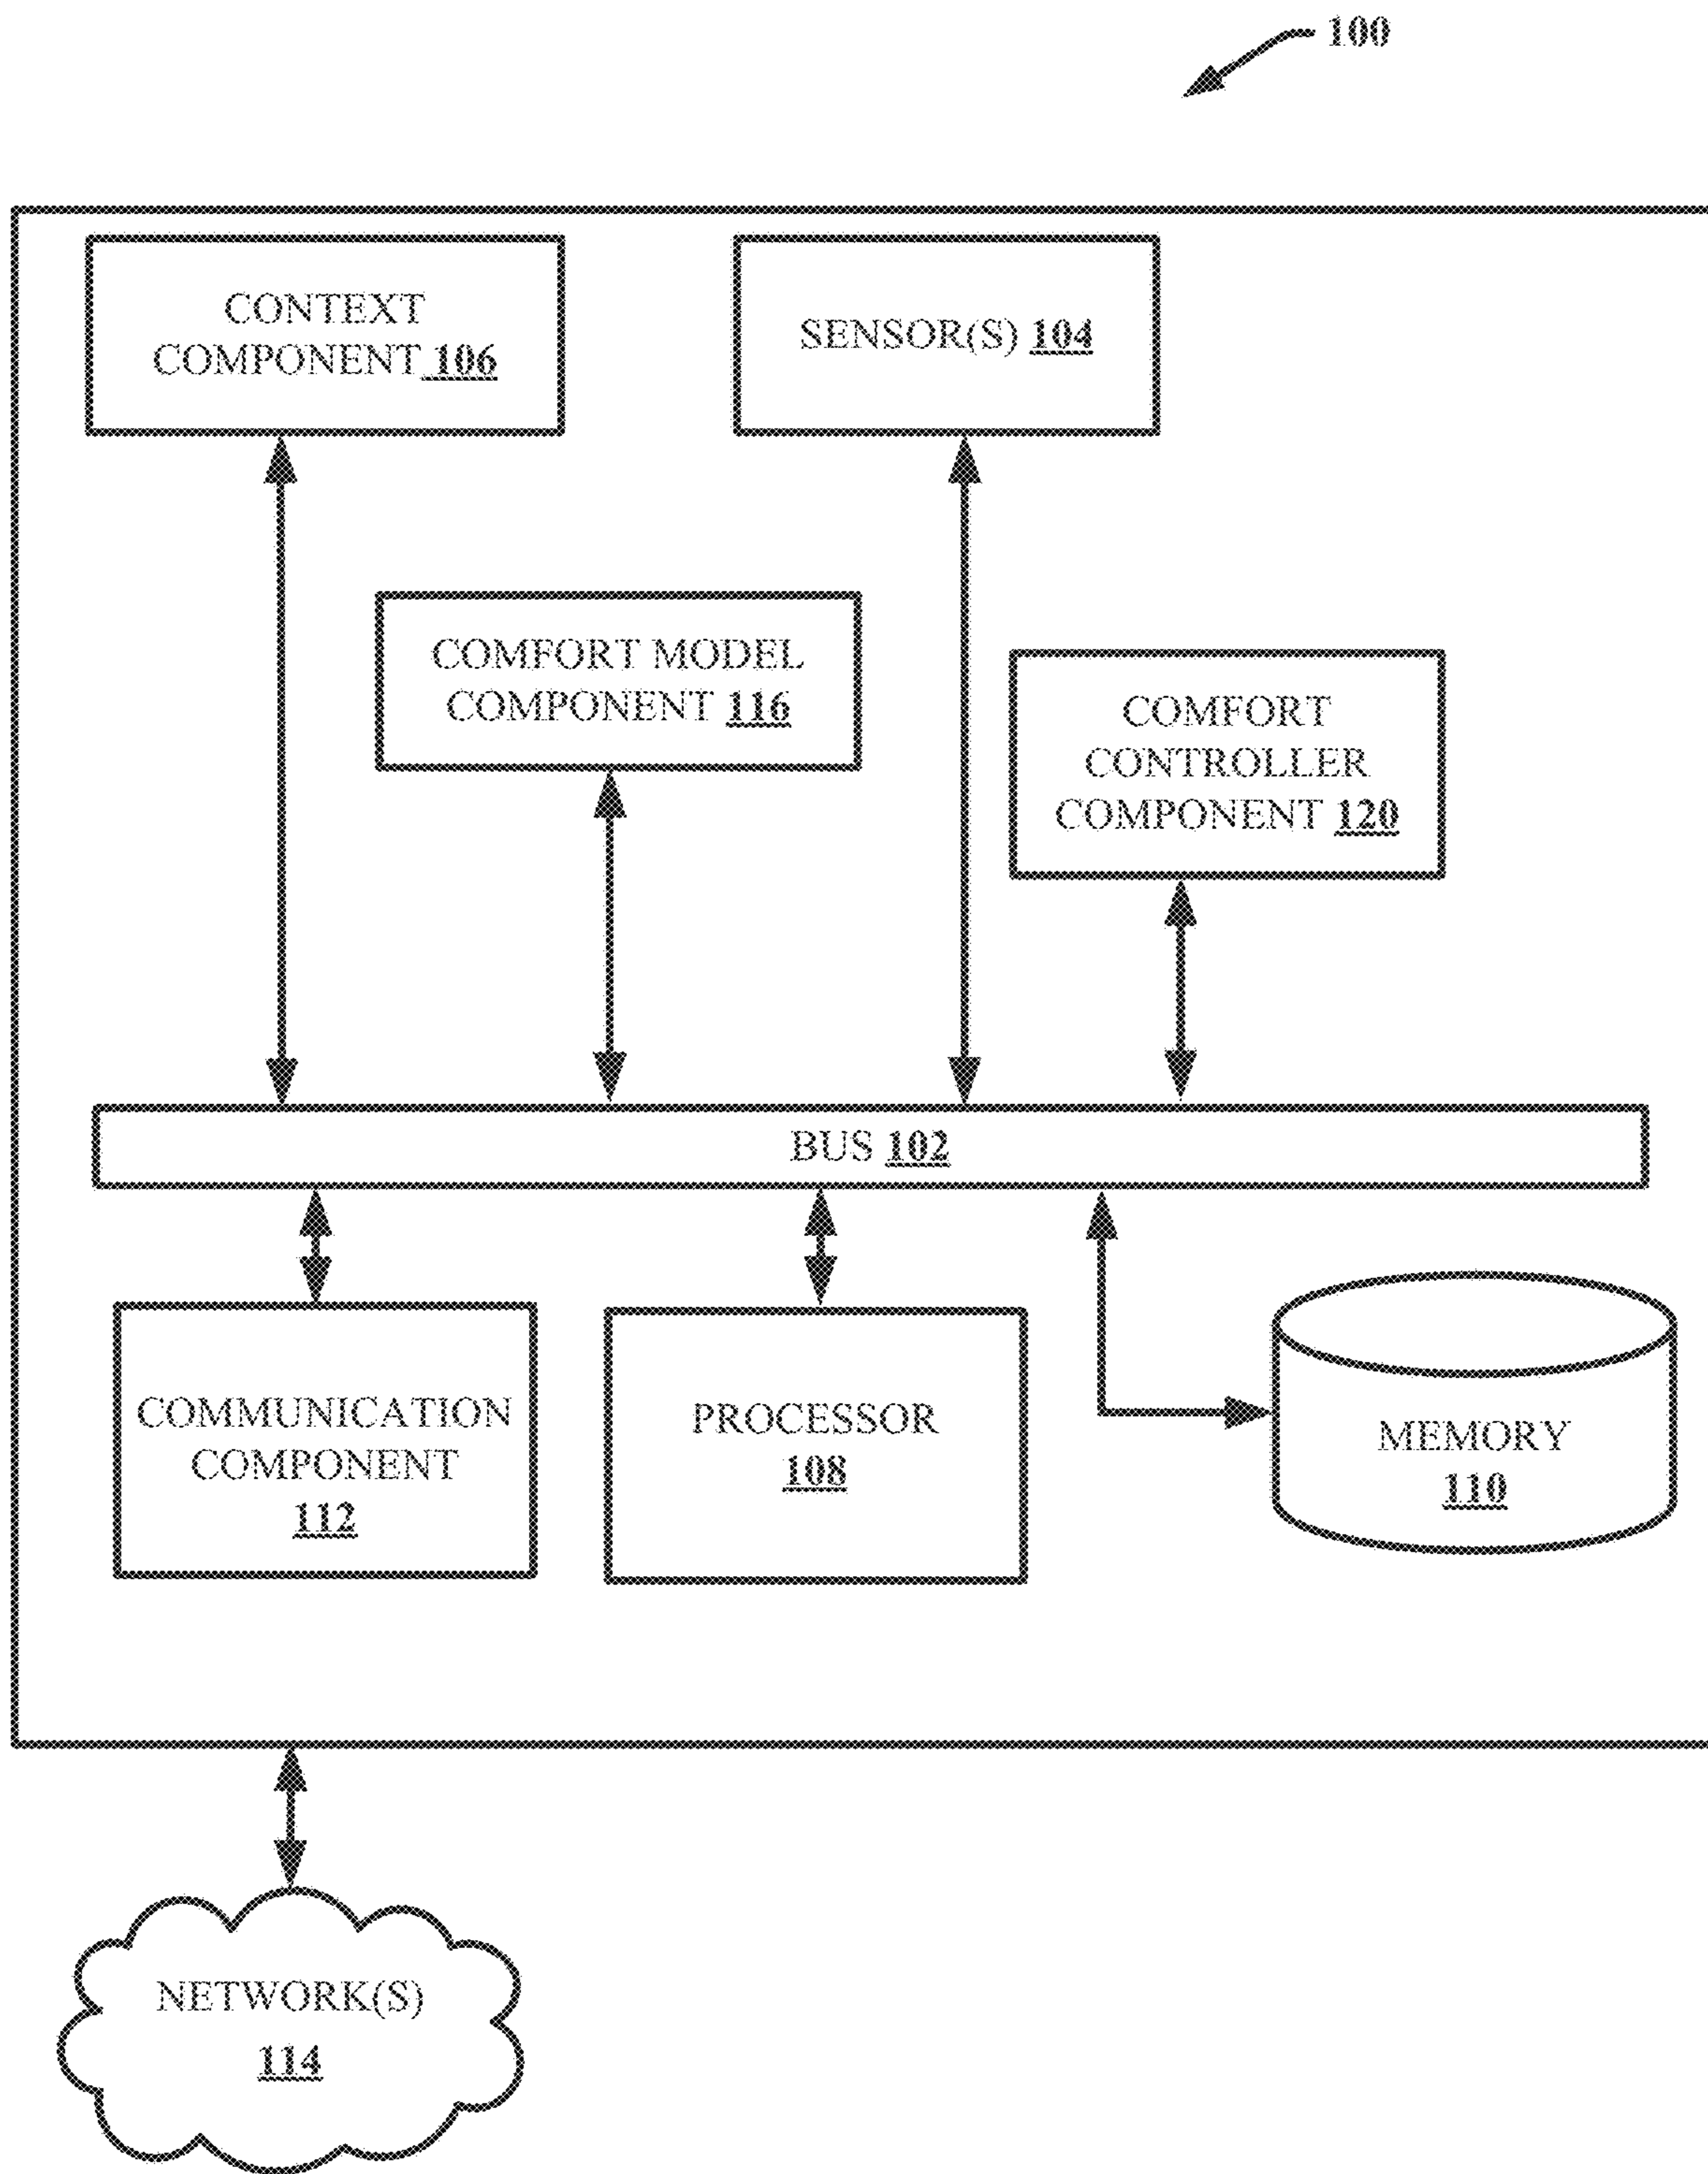 100
CONTEXT
COMPONENT 106
SENSOR(S) 104
COMFORT MODEL
COMPONENT 116
COMFORT
CONTROLLER
COMPONENT 120
BUS 102
COMMUNICATION
COMPONENT
112
PROCESSOR
108
MEMORY
110
NETWORK(S)
114